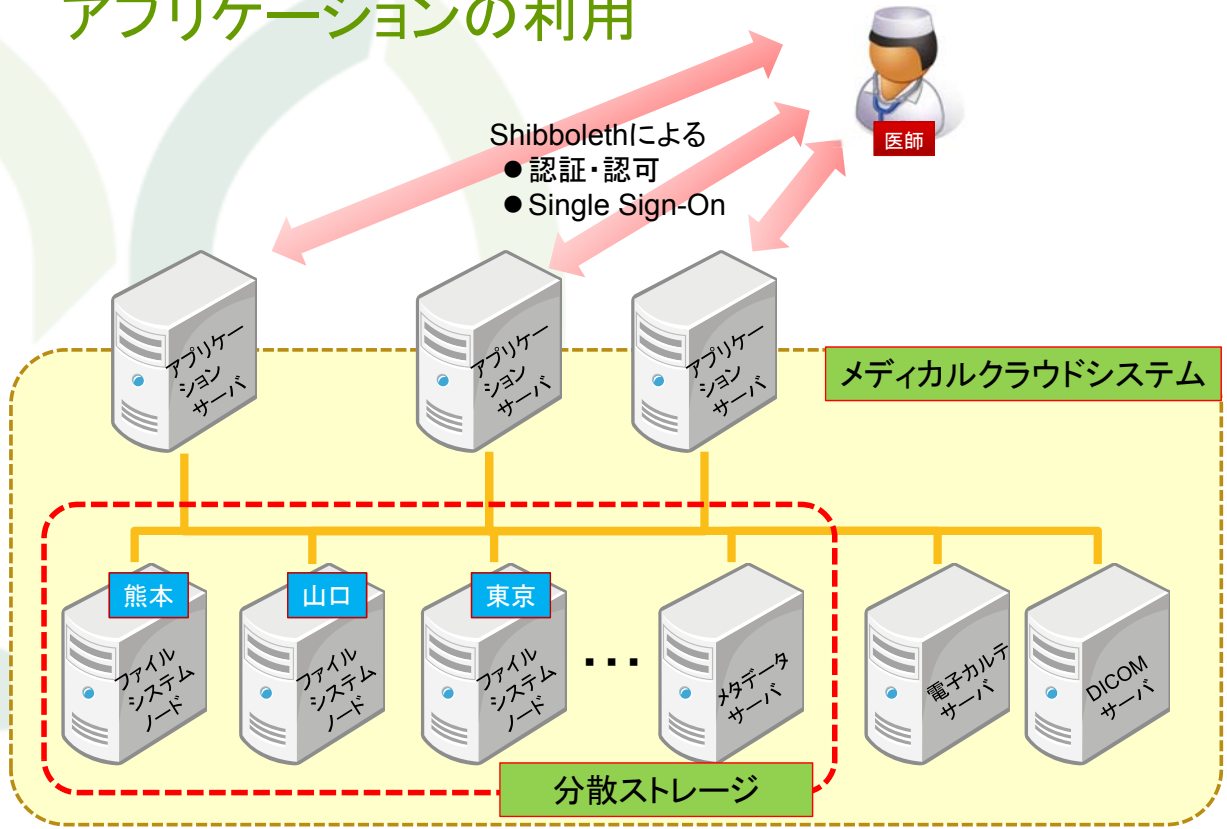 アプリケーションの利用
Shibbolethによる
●認証・認可
●Single Sign-On
医師
アプリケー
ション
サーバ
アプリケー
ション
サーバ
アプリケー
ション
サーバ
メディカルクラウドシステム
熊本
ファイル
システム
ノード
山口
ファイル
システム
ノード
東京
ファイル
システム
ノード
...
メタデータ
サーバ
電子カルテ
サーバ
DICOM
サーバ
分散ストレージ